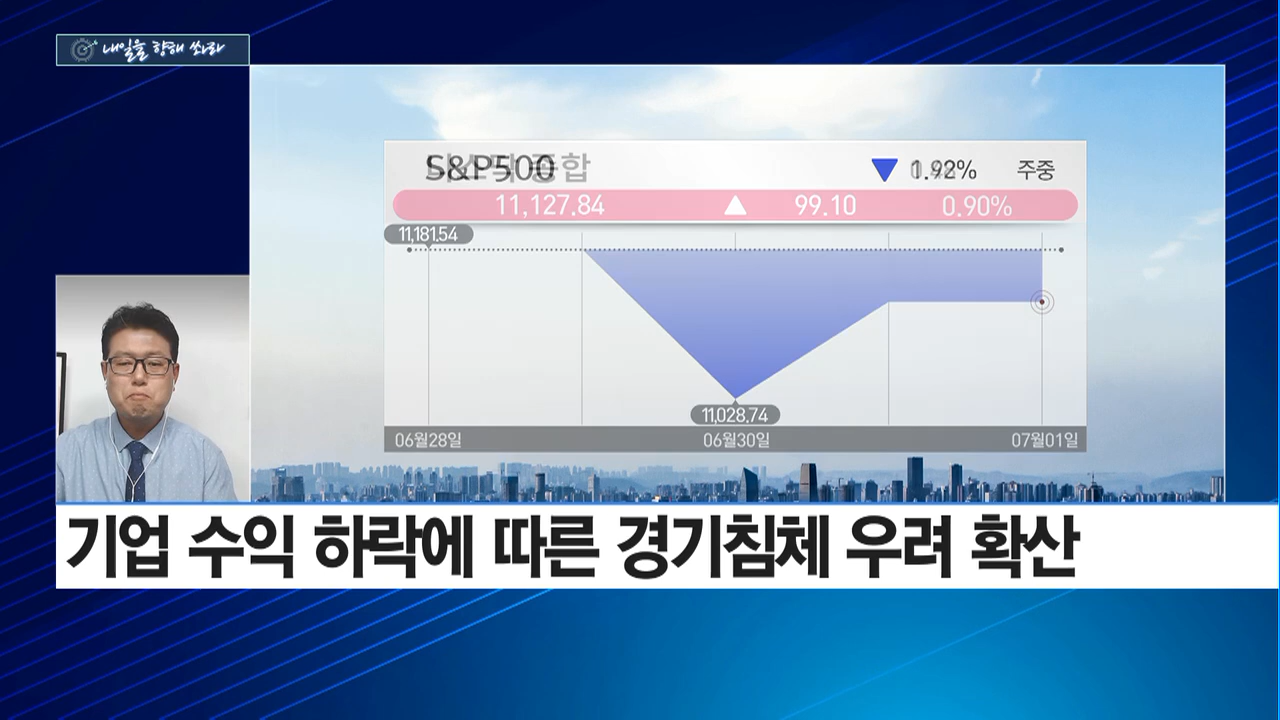 내일을 향해 쏴라
S&P500 종합
주중
11,127.84 99.10 0.90%
11,181.54
11,028.74
06월28일 06월30일 07월01일
기업 수익 하락에 따른 경기침체 우려 확산